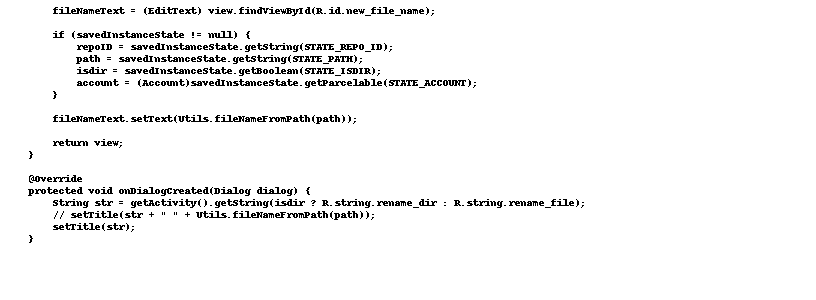 fileNameText = (EditText) view.findViewById(R.id.new_file_name);
if (savedInstanceState != null) {
repoID = savedInstanceState.getString(STATE_REPO_ID);
path = savedInstanceState.getString(STATE_PATH);
isdir = savedInstanceState.getBoolean(STATE_ISDIR);
account = (Account)savedInstanceState.getParcelable(STATE_ACCOUNT);
}
fileNameText.setText(Utils.fileNameFromPath(path));
return view;
}
@Override
protected void onDialogCreated(Dialog dialog) {
String str = getActivity().getString(isdir ? R.string.rename_dir : R.string.rename_file);
// setTitle(str + " " + Utils.fileNameFromPath(path));
setTitle(str);
}